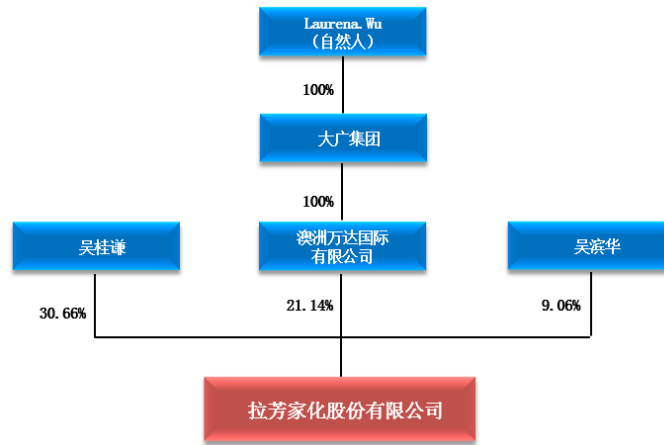 Laurena.Wu
（自然人）
100%
大广集团
100%
吴桂谦
澳洲万达国际
有限公司
吴滨华
30.66%
21.14%
9.06%
拉芳家化股份有限公司